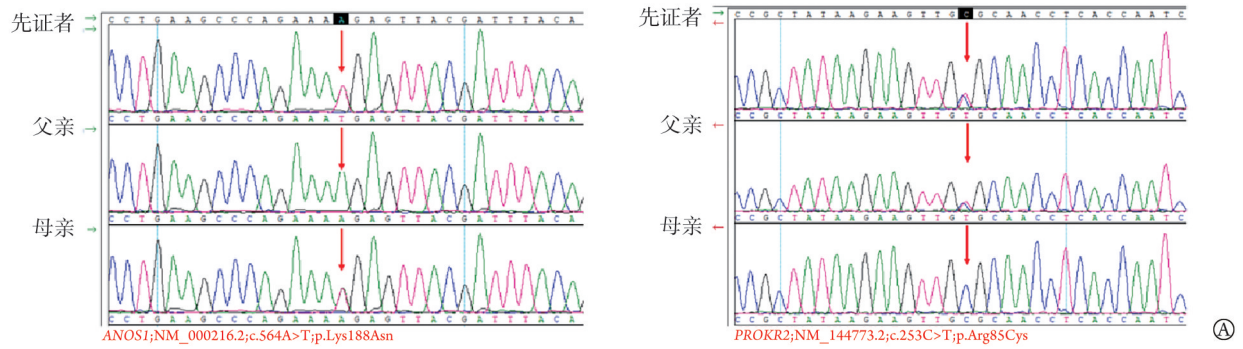 先证者
C C T G A A G C C C A G A A A A G A G T T A C G A T T T A C A
C C T G A A G C C C A G A A A T G A G T T A C G A T T T A C A
父亲
C C T G A A G C C C A G A A A A G A G T T A C G A T T T A C A
母亲
C C T G A A G C C C A G A A A A G A G T T A C G A T T T A C A
ANOS1;NM_000216.2;c.564A>T;p.Lys188Asn
先证者
C C G C T A T A A G A A G T T G C G C A A C C T C A C C A A T C
C C G C T A T A A G A A G T T G T G C A A C C T C A C C A A T C
父亲
C C G C T A T A A G A A G T T G T G C A A C C T C A C C A A T C
母亲
C C G C T A T A A G A A G T T G C G C A A C C T C A C C A A T C
PROKR2;NM_144773.2;c.253C>T;p.Arg85Cys
Ⓐ